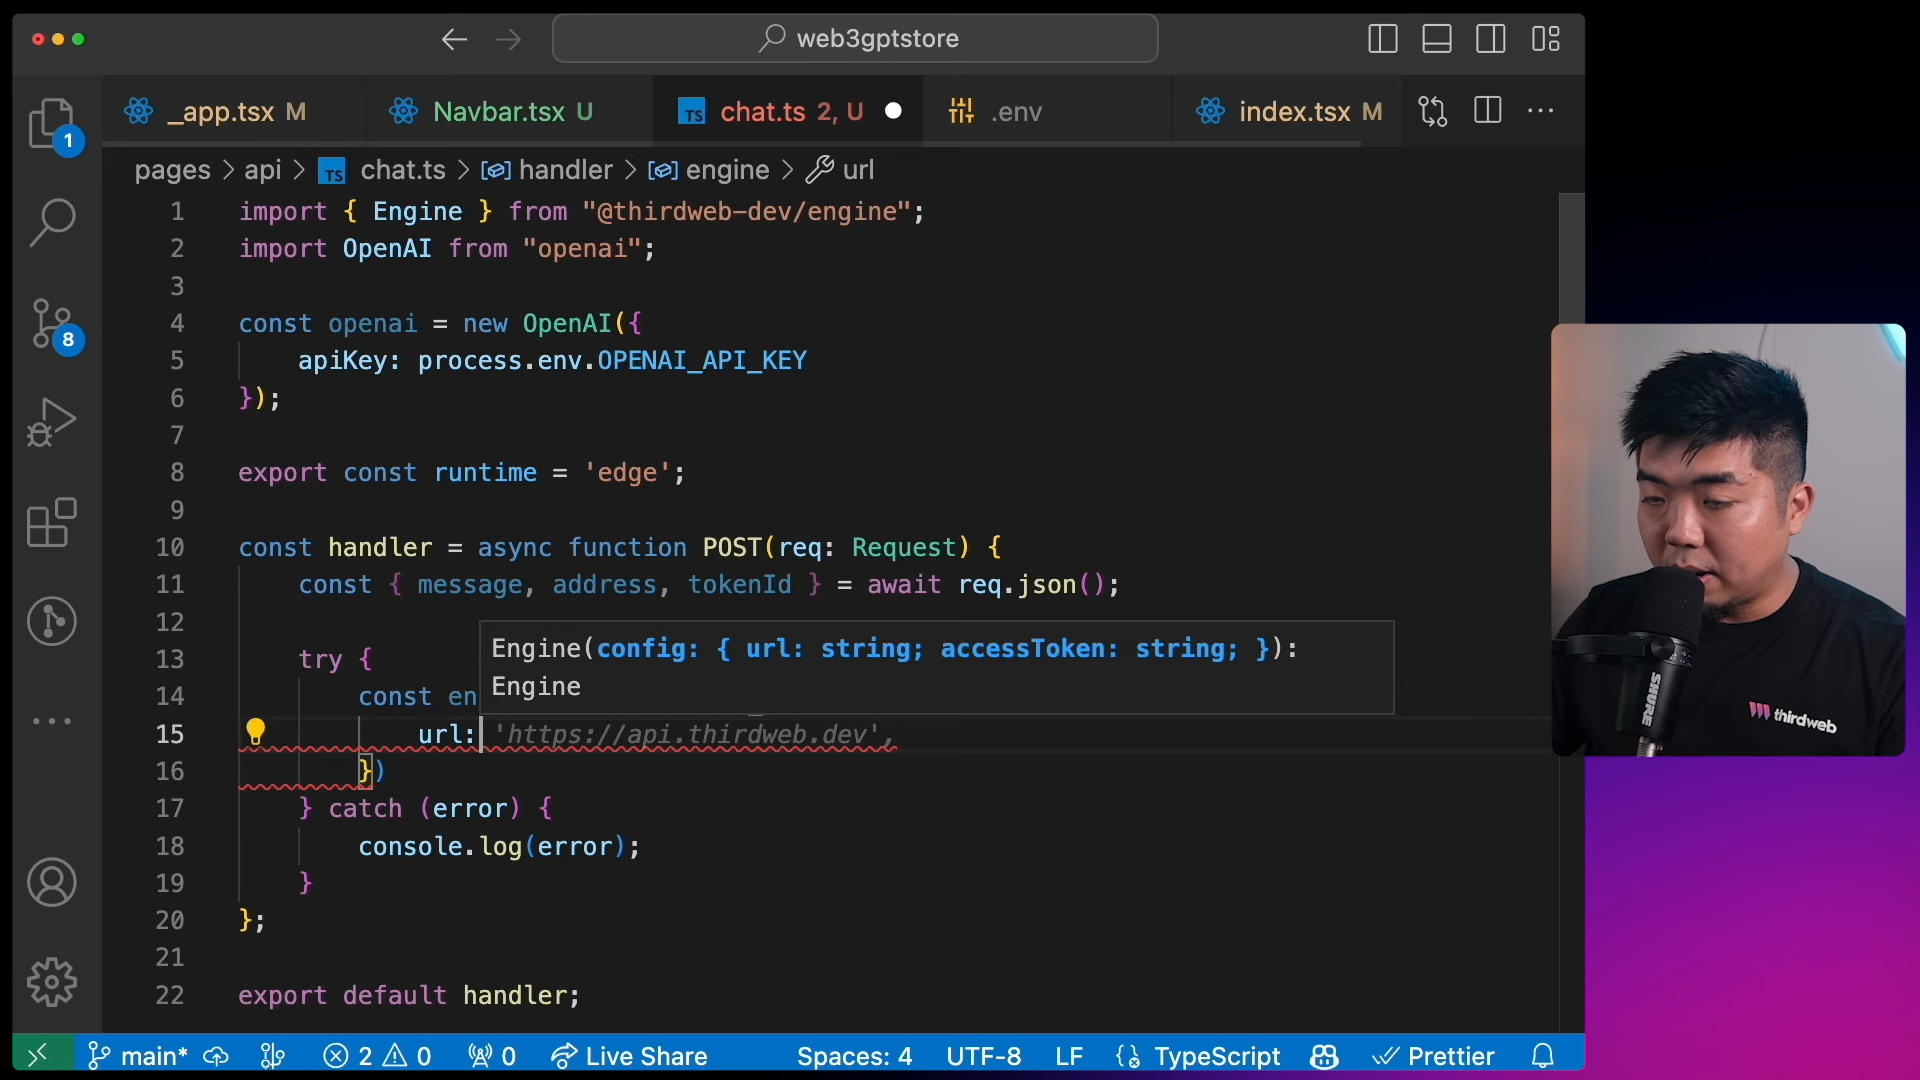 web3gptstore
_app.tsx M
Navbar.tsx U
TS chat.ts 2, U
.env
index.tsx M
1
pages > api > TS chat.ts > handler > engine > url
1 import { Engine } from "@thirdweb-dev/engine";
2 import OpenAI from "openai";
3
4 const openai = new OpenAI({
5 apiKey: process.env.OPENAI_API_KEY
6 });
7
8 export const runtime = 'edge';
9
10 const handler = async function POST(req: Request) {
11 const { message, address, tokenId } = await req.json();
12
Engine(config: { url: string; accessToken: string; }):
Engine
13 try {
14 const en
15 url: 'https://api.thirdweb.dev',
16 })
17 } catch (error) {
18 console.log(error);
19 }
20 };
21
22 export default handler;
8
main* 2 0 0 Live Share Spaces: 4 UTF-8 LF TypeScript Prettier
SHURE
thirdweb